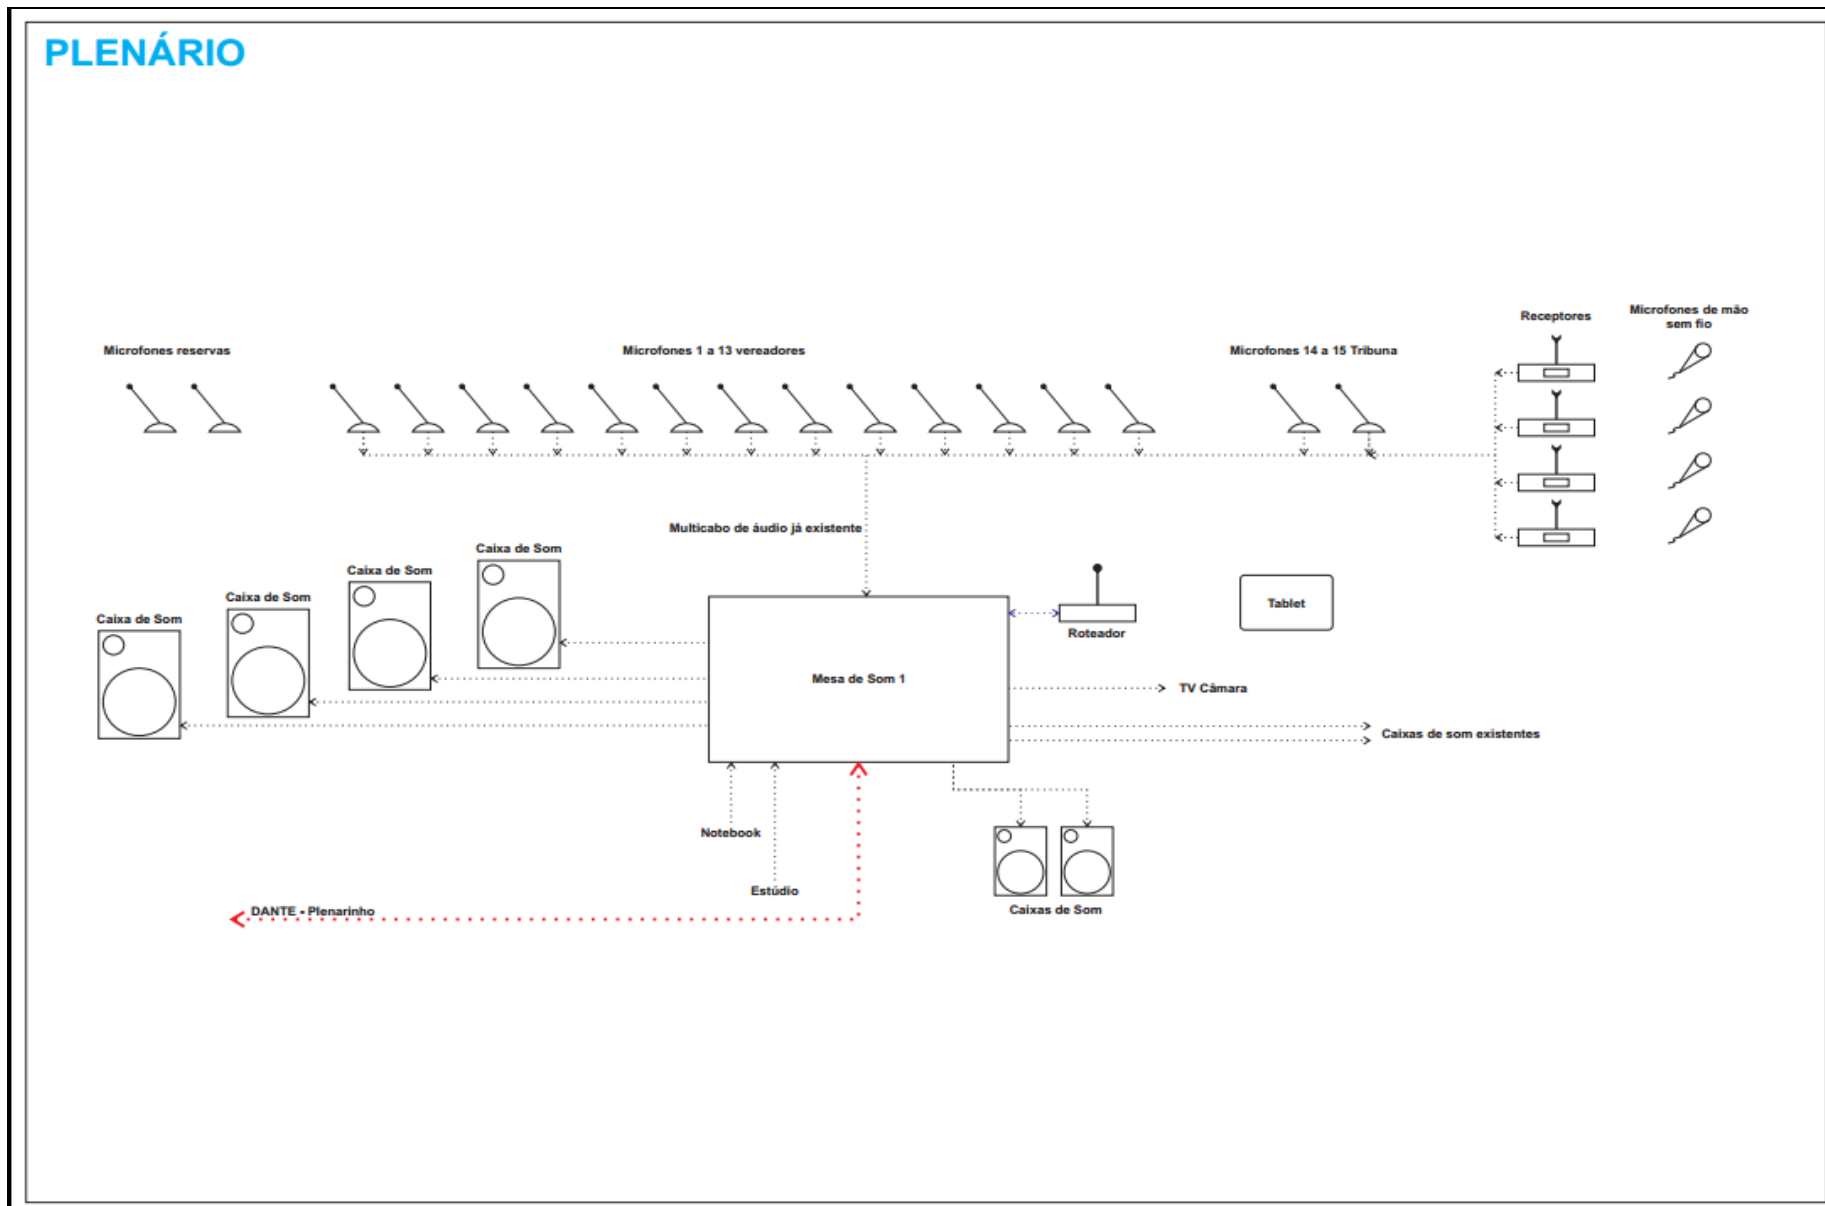 PLENÁRIO
Receptores
Microfones de mão
sem fio
Microfones reservas
Microfones 1 a 13 vereadores
Microfones 14 a 15 Tribuna
Multicabo de áudio já existente
Caixa de Som
Caixa de Som
Caixa de Som
Caixa de Som
Tablet
Roteador
Mesa de Som 1
TV Câmara
Caixas de som existentes
Notebook
Estúdio
DANTE - Plenarinho
Caixas de Som